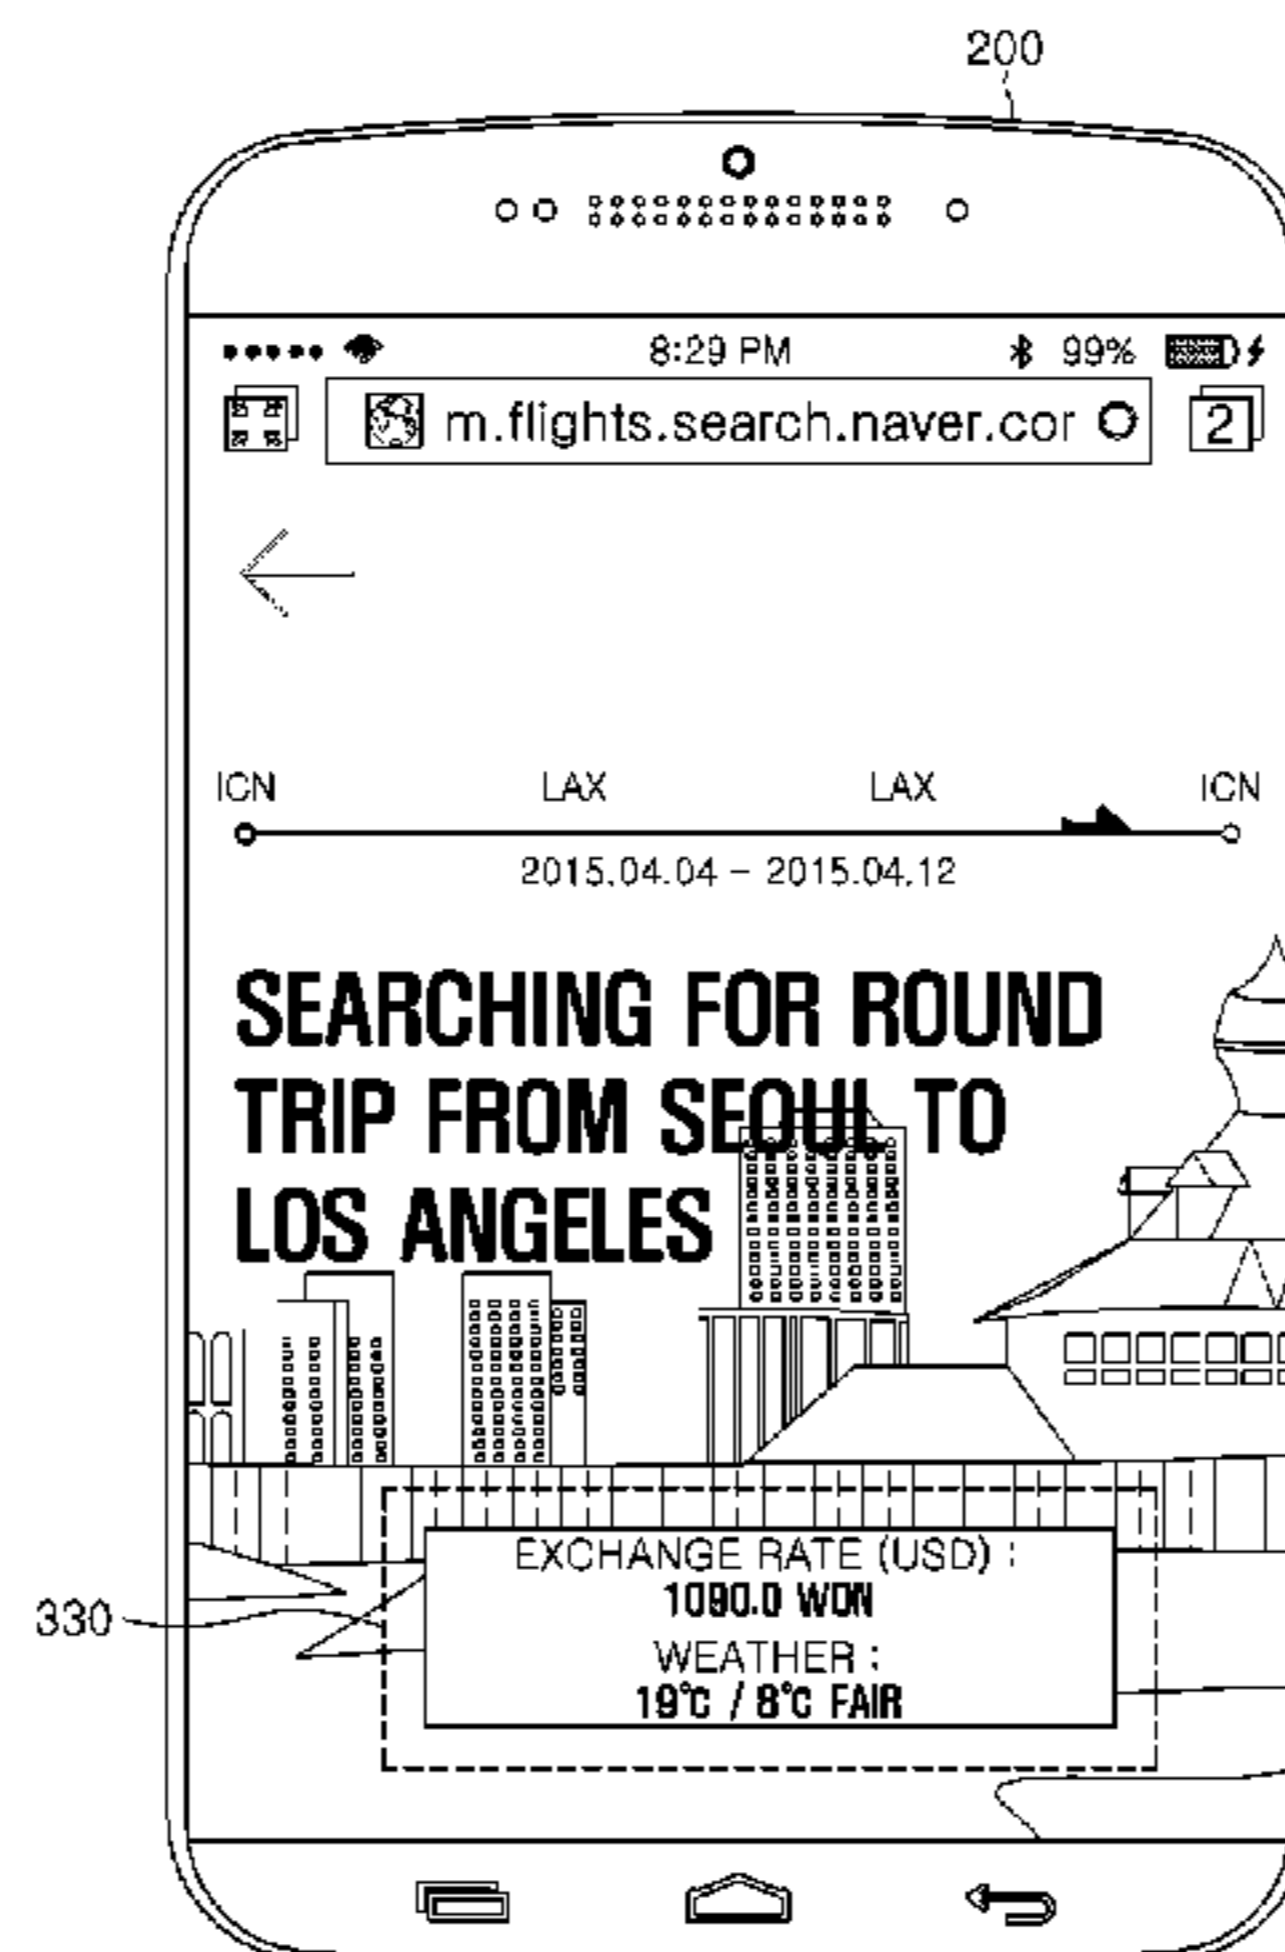 200
8:29 PM 99%
m.flights.search.naver.cor 2
ICN LAX LAX ICN
2015.04.04 - 2015.04.12
SEARCHING FOR ROUND
TRIP FROM SEOUL TO
LOS ANGELES
EXCHANGE RATE (USD) :
1090.0 WON
330
WEATHER :
19°C / 8°C FAIR